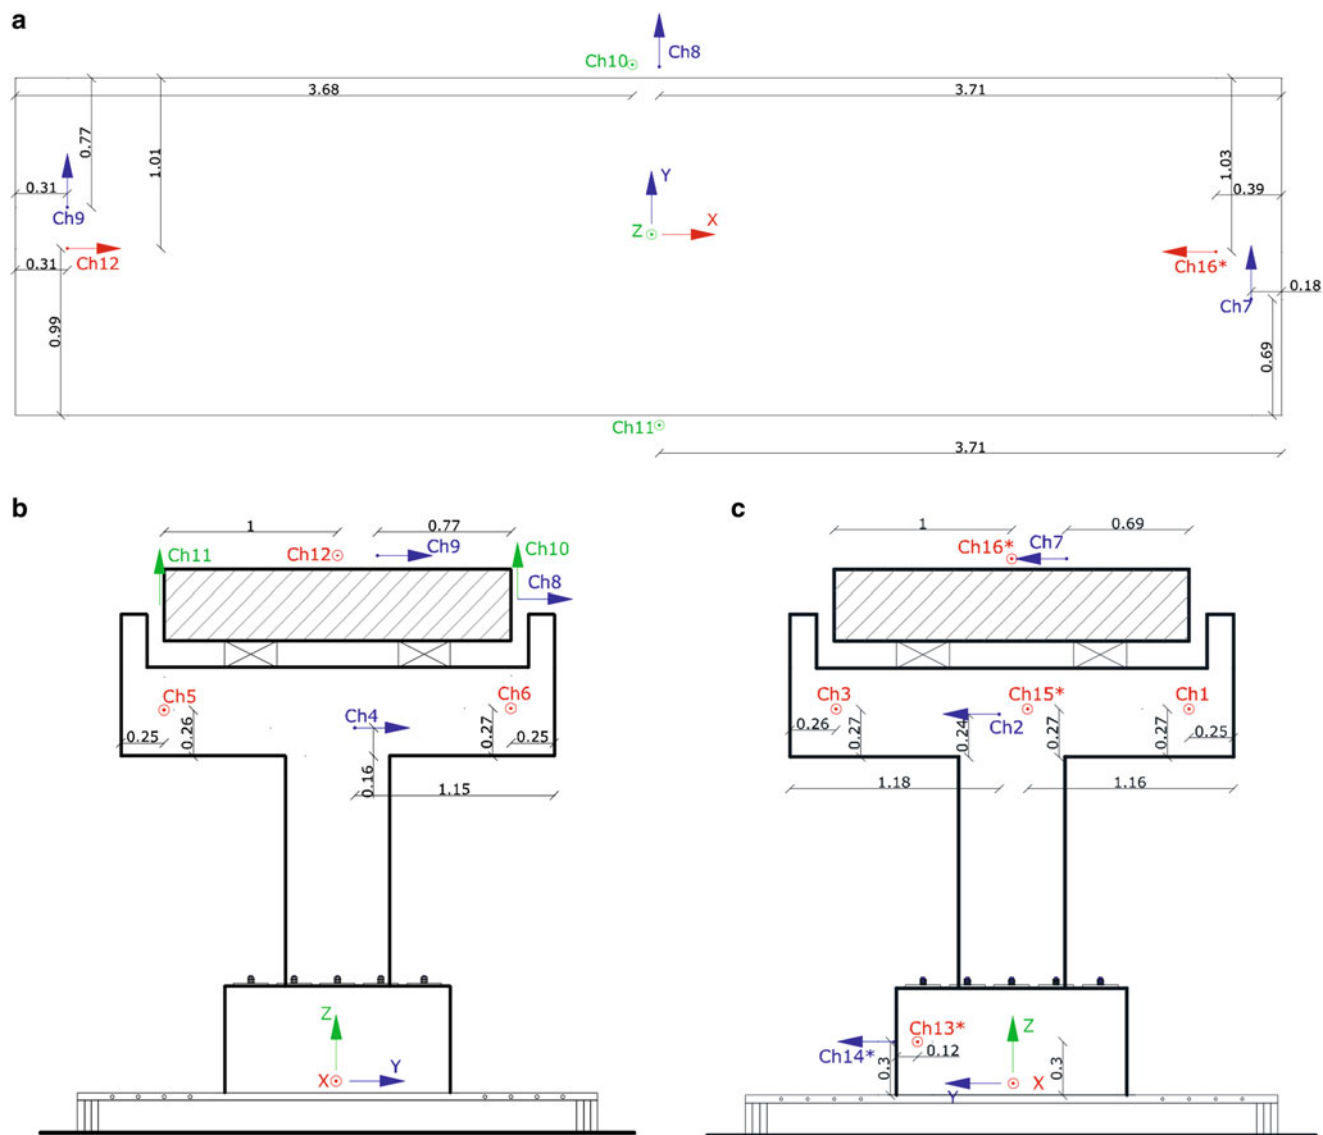 a
Ch8
Ch10
3.68
3.71
0.77
1.01
1.03
0.31
0.39
Ch9
Y
Z
X
Ch12
Ch16*
0.31
0.18
Ch7
0.99
0.69
Ch11
3.71
b
c
1
0.77
1
0.69
Ch11
Ch12
Ch9
Ch10
Ch16*
Ch7
Ch8
Ch5
Ch6
Ch3
Ch15*
Ch1
Ch4
Ch2
0.25
0.26
0.27
0.25
0.26
0.27
0.24
0.27
0.27
0.25
0.16
1.15
1.18
1.16
Z
Y
X
Ch13*
Z
Ch14*
0.12
0.3
0.3
Y
X